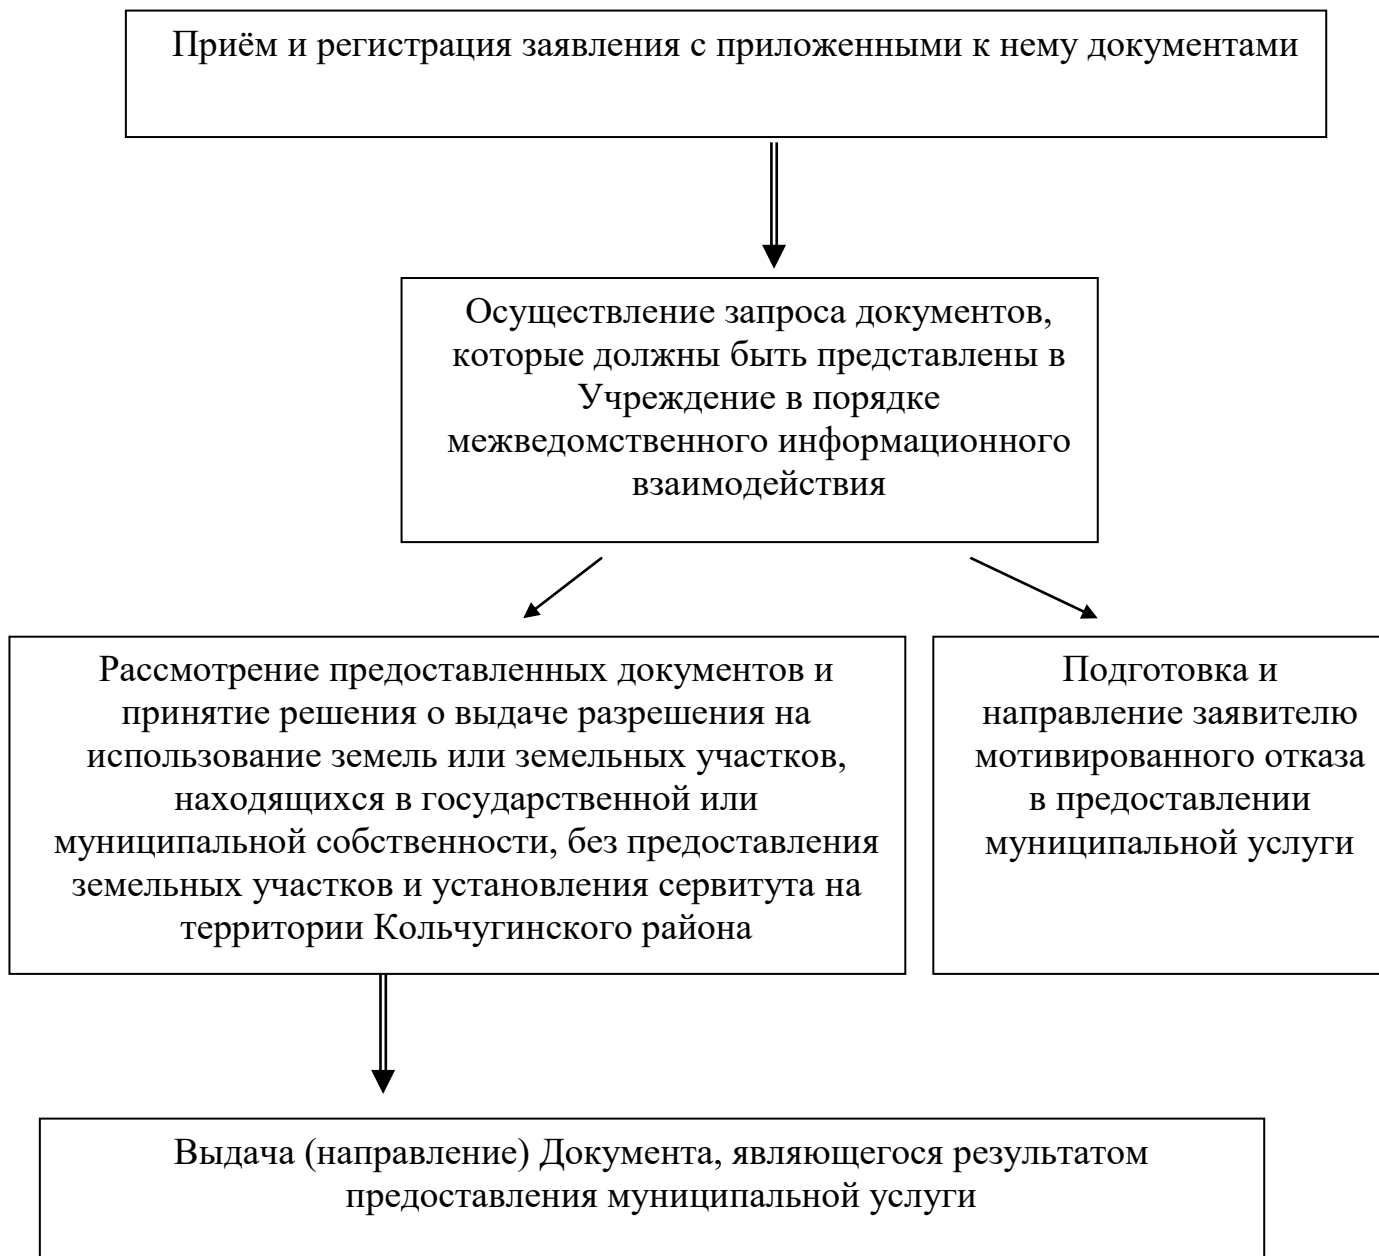 Приём и регистрация заявления с приложенными к нему документами
Осуществление запроса документов,
которые должны быть представлены в
Учреждение в порядке
межведомственного информационного
взаимодействия
Рассмотрение предоставленных документов и
принятие решения о выдаче разрешения на
использование земель или земельных участков,
находящихся в государственной или
муниципальной собственности, без предоставления
земельных участков и установления сервитута на
территории Кольчугинского района
Подготовка и
направление заявителю
мотивированного отказа
в предоставлении
муниципальной услуги
Выдача (направление) Документа, являющегося результатом
предоставления муниципальной услуги